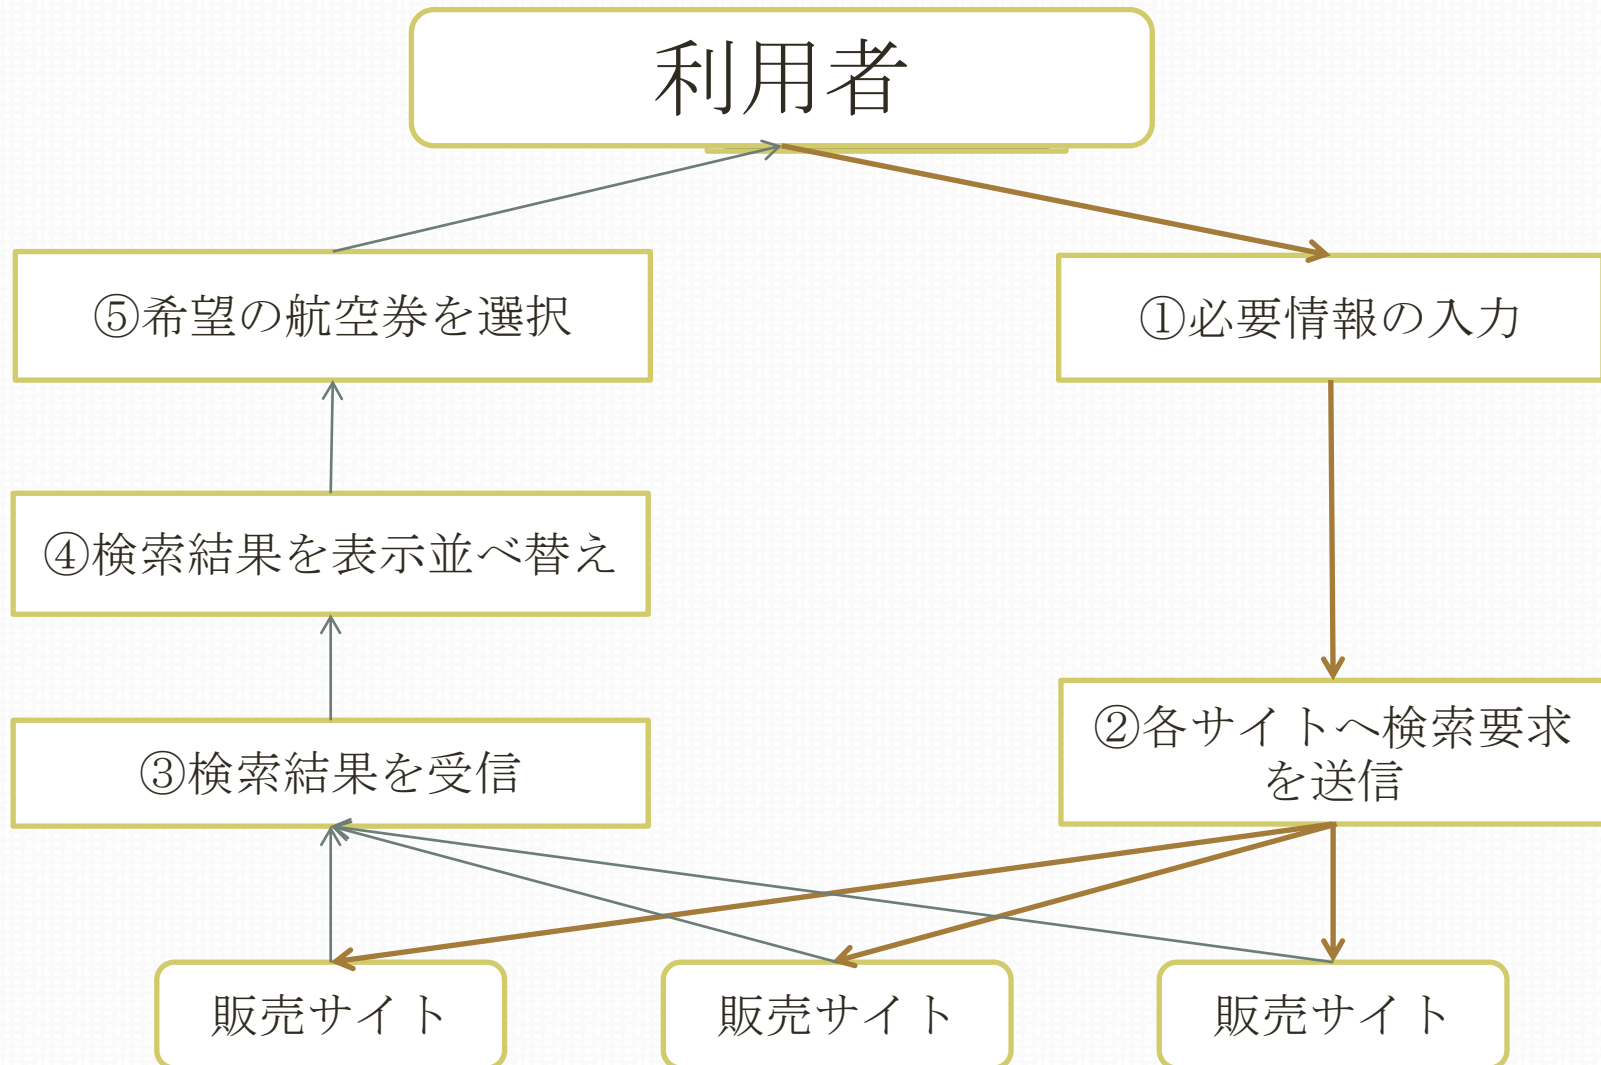 利用者
⑤希望の航空券を選択
①必要情報の入力
④検索結果を表示並べ替え
③検索結果を受信
②各サイトへ検索要求
を送信
販売サイト
販売サイト
販売サイト